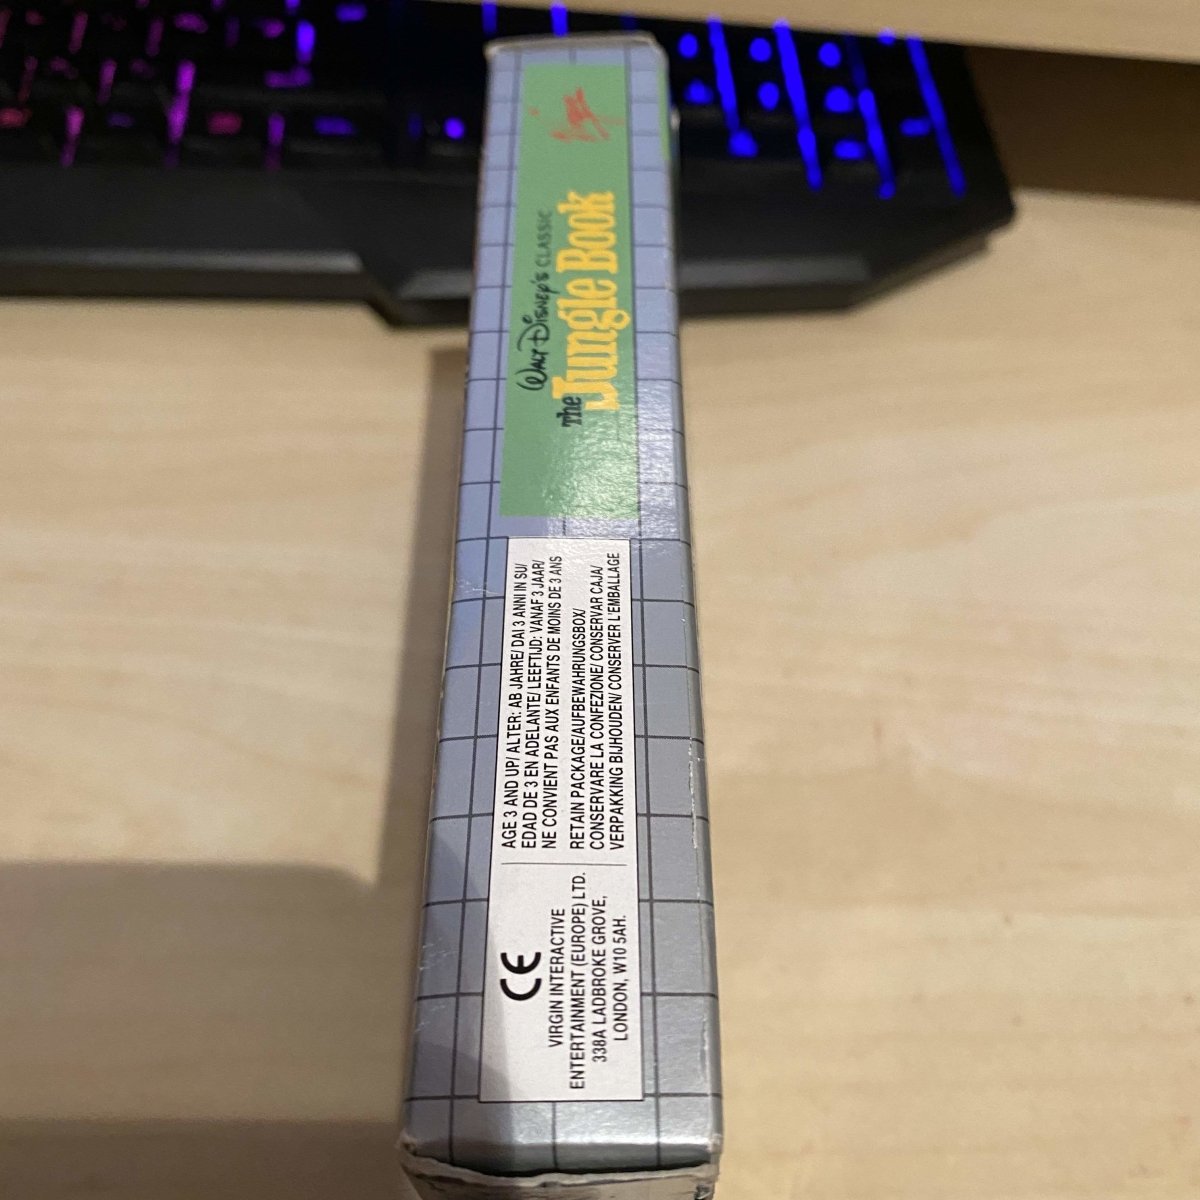 Virgin
WALT DISNEY'S CLASSIC
The Jungle Book
AGE 3 AND UP/ ALTER: AB JAHRE/ DAI 3 ANNI IN SU/
EDAD DE 3 EN ADELANTE/ LEEFTIJD: VANAF 3 JAAR/
NE CONVIENT PAS AUX ENFANTS DE MOINS DE 3 ANS
RETAIN PACKAGE/AUFBEWAHRUNGSBOX/
CONSERVARE LA CONFEZIONE/ CONSERVAR CAJA/
VERPAKKING BIJHOUDEN/ CONSERVER L'EMBALLAGE
CE
VIRGIN INTERACTIVE
ENTERTAINMENT (EUROPE) LTD.
338A LADBROKE GROVE,
LONDON, W10 5AH.